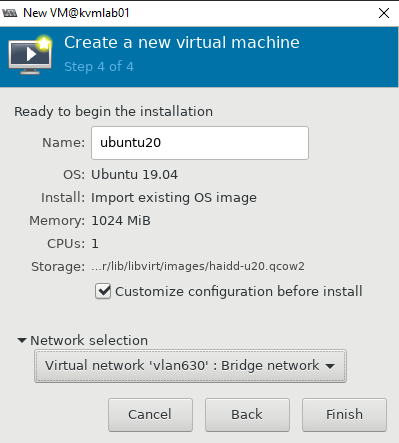 New VM@kvmlab01
Create a new virtual machine
Step 4 of 4
Ready to begin the installation
Name: ubuntu20
OS: Ubuntu 19.04
Install: Import existing OS image
Memory: 1024 MiB
CPUs: 1
Storage: ...r/lib/libvirt/images/haidd-u20.qcow2
Customize configuration before install
Network selection
Virtual network 'vlan630' : Bridge network
Cancel Back Finish